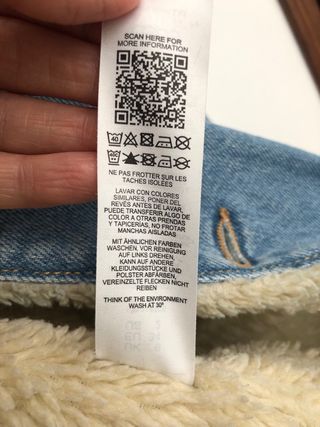 SCAN HERE FOR
MORE INFORMATION
40
NE PAS FROTTER SUR LES
TACHES ISOLÉES
LAVAR CON COLORES
SIMILARES, PONER DEL
REVÉS ANTES DE LAVAR,
PUEDE TRANSFERIR ALGO DE
COLOR A OTRAS PRENDAS
Y TAPICERIAS, NO FROTAR
MANCHAS AISLADAS
MIT ÄHNLICHEN FARBEN
WASCHEN, VOR REINIGUNG
AUF LINKS DREHEN,
KANN AUF ANDERE
KLEIDUNGSSTÜCKE UND
POLSTER ABFÄRBEN,
VEREINZELTE FLECKEN NICHT
REIBEN
THINK OF THE ENVIRONMENT
WASH AT 30°